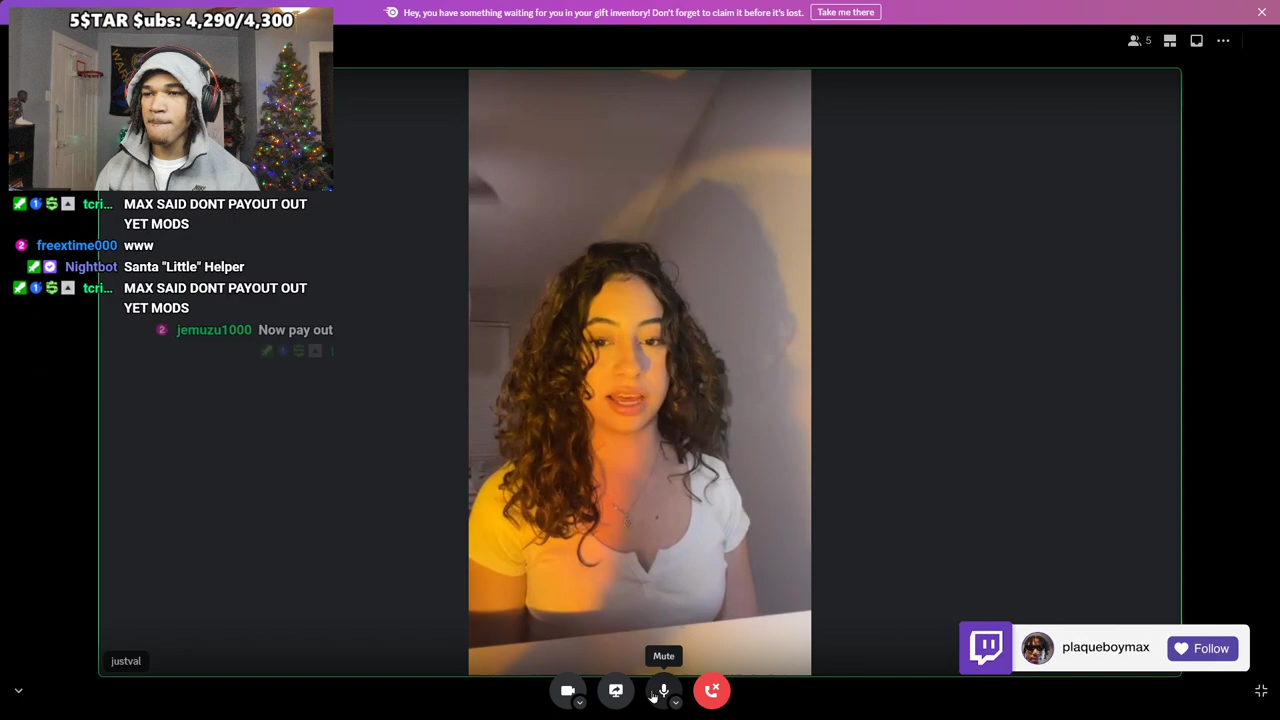 5$TAR $ubs: 4,290/4,300
Hey, you have something waiting for you in your gift inventory! Don't forget to claim it before it's lost. Take me there
5
tcri... MAX SAID DONT PAYOUT OUT
YET MODS
2 freextime000 www
Nightbot Santa "Little" Helper
tcri... MAX SAID DONT PAYOUT OUT
YET MODS
2 jemuzu1000 Now pay out
plaqueboymax Follow
Mute
justval